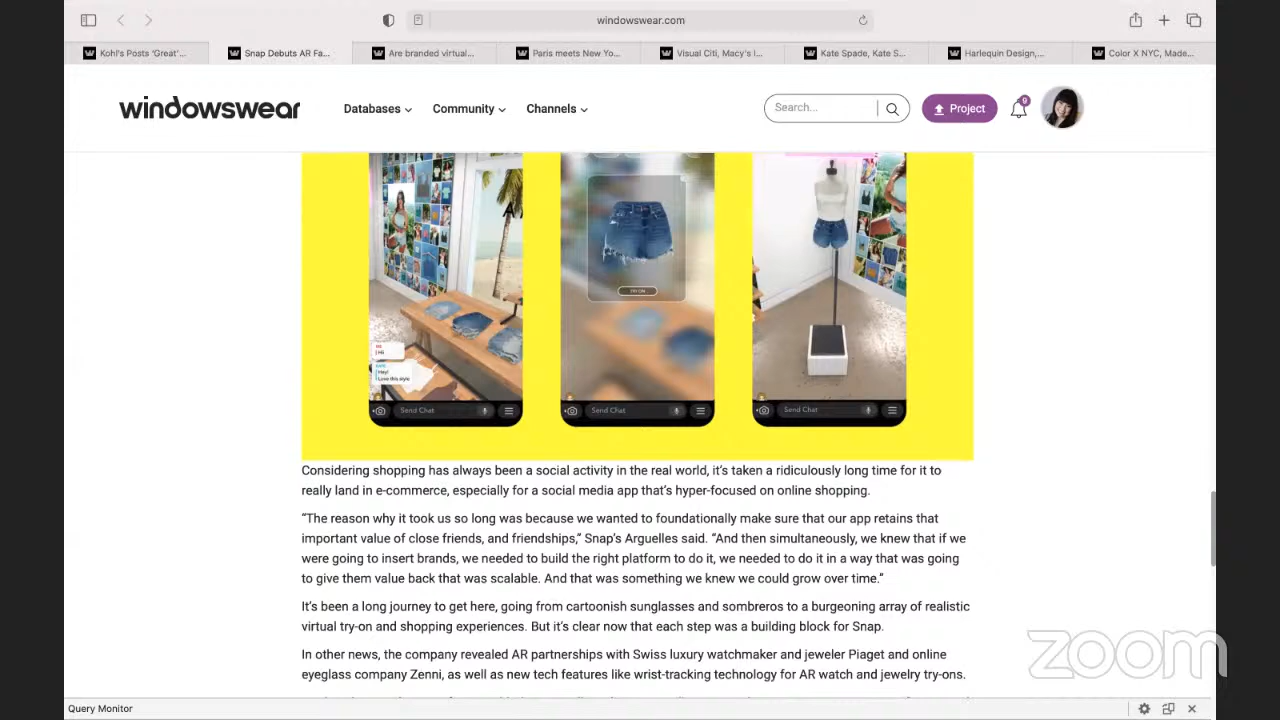 windowswear.com
Kohl's Posts 'Great'...
Snap Debuts AR Fa...
Are branded virtual...
Paris meets New Yo...
Visual Citi, Macy's I...
Kate Spade, Kate S...
Harlequin Design,...
Color X NYC, Made...
windowswear
Databases
Community
Channels
Search...
Project
9
Hi
Hey!
Love this style
Send Chat
Send Chat
Send Chat
Considering shopping has always been a social activity in the real world, it's taken a ridiculously long time for it to
really land in e-commerce, especially for a social media app that's hyper-focused on online shopping.
“The reason why it took us so long was because we wanted to foundationally make sure that our app retains that
important value of close friends, and friendships,” Snap's Arguelles said. “And then simultaneously, we knew that if we
were going to insert brands, we needed to build the right platform to do it, we needed to do it in a way that was going
to give them value back that was scalable. And that was something we knew we could grow over time.”
It's been a long journey to get here, going from cartoonish sunglasses and sombreros to a burgeoning array of realistic
virtual try-on and shopping experiences. But it's clear now that each step was a building block for Snap.
In other news, the company revealed AR partnerships with Swiss luxury watchmaker and jeweler Piaget and online
eyeglass company Zenni, as well as new tech features like wrist-tracking technology for AR watch and jewelry try-ons.
zoom
Query Monitor